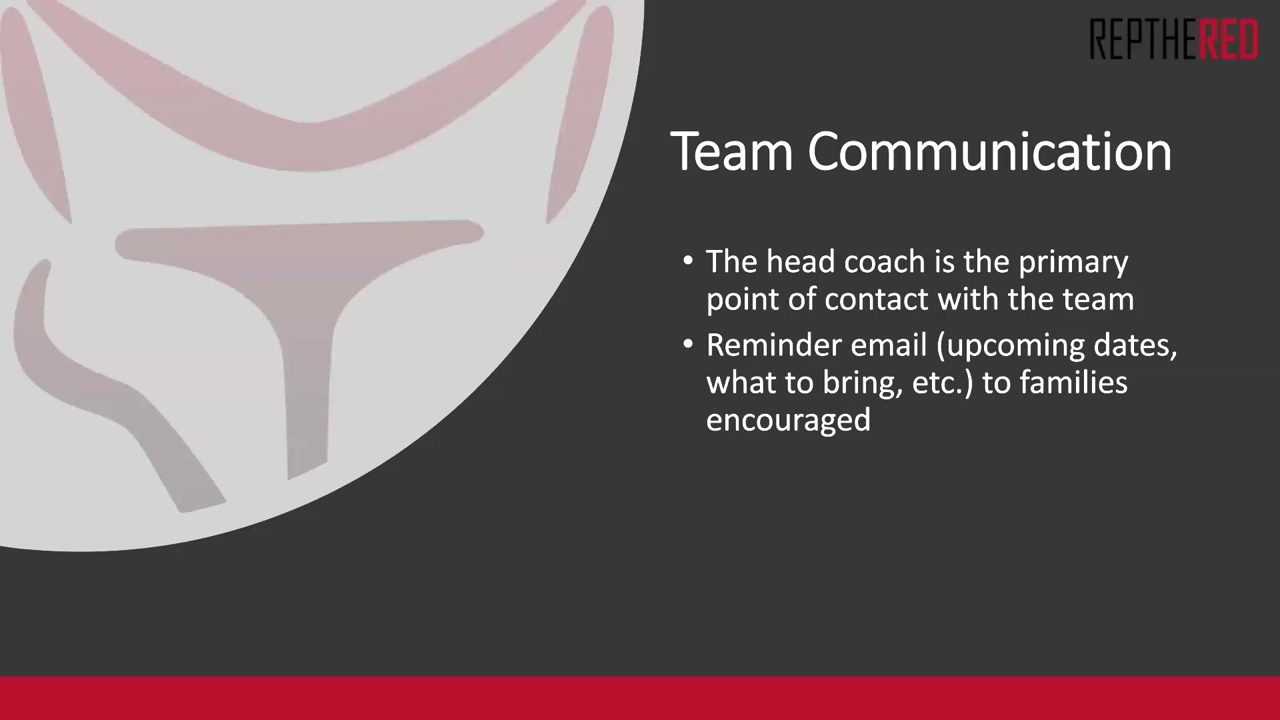 REPTHERED
Team Communication
• The head coach is the primary
point of contact with the team
• Reminder email (upcoming dates,
what to bring, etc.) to families
encouraged